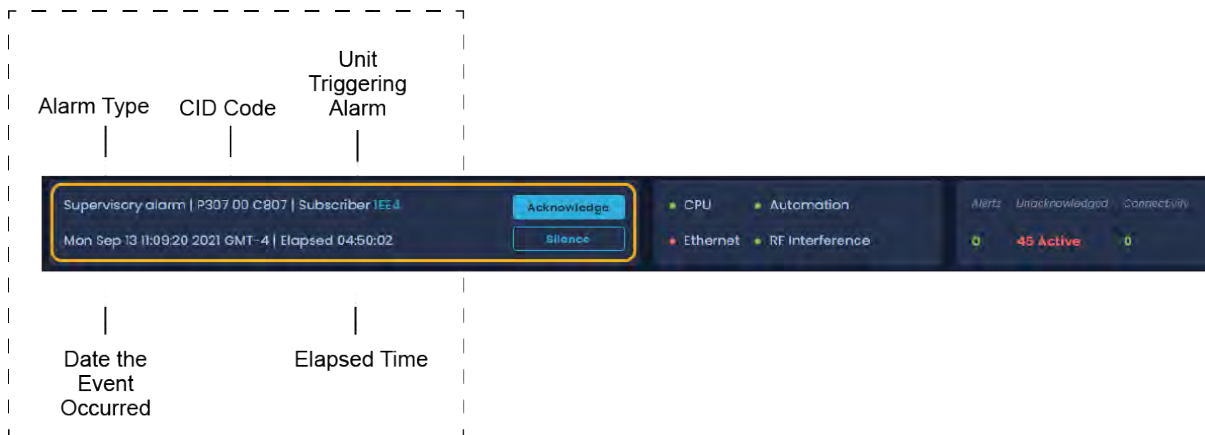 Unit
Triggering
Alarm
Alarm Type
CID Code
Supervisory alarm | P307 00 C807 | Subscriber 1EE4
Acknowledge
CPU
Automation
Alerts Unacknowledged Connectivity
Mon Sep 13 11:09:20 2021 GMT-4 | Elapsed 04:50:02
Silence
Ethernet
RF Interference
0 45 Active 0
Date the
Event
Occurred
Elapsed Time